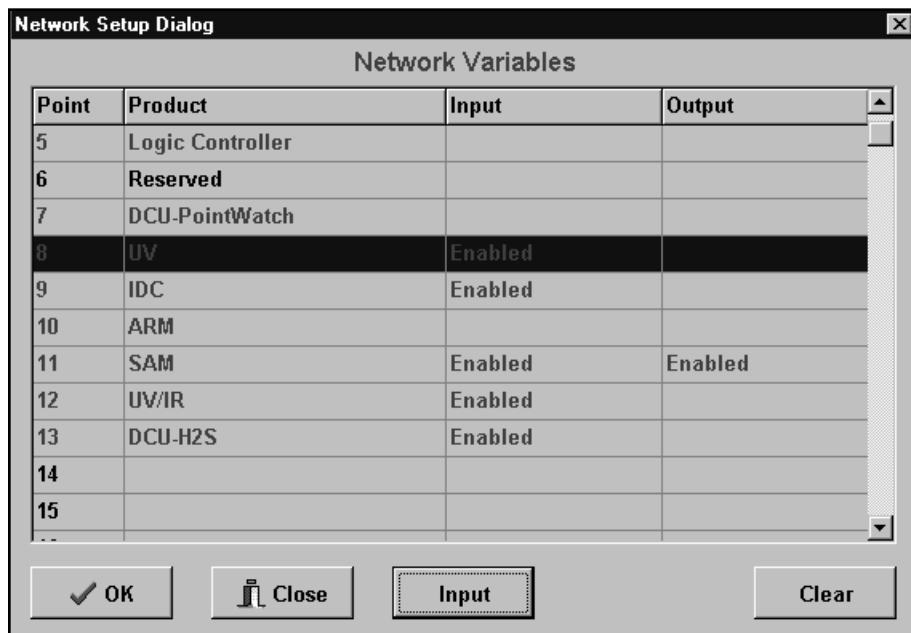 Network Setup Dialog
Network Variables
Point Product Input Output
5 Logic Controller
6 Reserved
7 DCU-PointWatch
8 UV Enabled
9 IDC Enabled
10 ARM
11 SAM Enabled Enabled
12 UV/IR Enabled
13 DCU-H2S Enabled
14
15
OK Close Input Clear